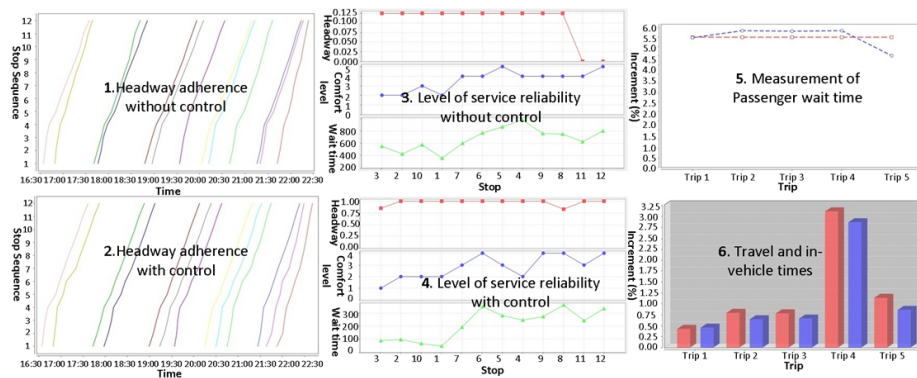 12
11
10
9
8
7
6
5
4
3
2
1
Stop Sequence
1.Headway adherence
without control
16:30 17:00 17:30 18:00 18:30 19:00 19:30 20:00 20:30 21:00 21:30 22:00 22:30
Time
0.125
0.100
0.075
0.050
0.025
0.000
Headway
5
4
3
2
1
0
Comfort
level
3. Level of service reliability
without control
800
600
400
200
Wait time
3 2 10 1 7 6 5 4 9 8 11 12
Stop
6.0
5.5
5.0
4.5
4.0
3.5
3.0
2.5
2.0
1.5
1.0
0.5
0.0
Increment (%)
5. Measurement of
Passenger wait time
Trip 1 Trip 2 Trip 3 Trip 4 Trip 5
Trip
12
11
10
9
8
7
6
5
4
3
2
1
Stop Sequence
2.Headway adherence
with control
16:30 17:00 17:30 18:00 18:30 19:00 19:30 20:00 20:30 21:00 21:30 22:00 22:30
Time
1.00
0.75
0.50
0.25
0.00
Headway
4
3
2
1
0
Comfort
level
4. Level of service reliability
with control
300
200
100
0
Wait time
3 2 10 1 7 6 5 4 9 8 11 12
Stop
3.25
3.00
2.75
2.50
2.25
2.00
1.75
1.50
1.25
1.00
0.75
0.50
0.25
0.00
Increment (%)
6. Travel and in-
vehicle times
Trip 1 Trip 2 Trip 3 Trip 4 Trip 5
Trip